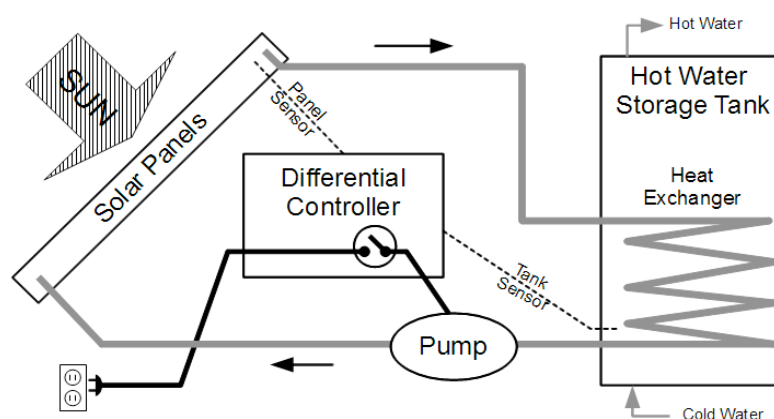 Hot Water
SUN
Solar Panels
Panel
Sensor
Hot Water
Storage Tank
Differential
Controller
Heat
Exchanger
Tank
Sensor
Pump
Cold Water